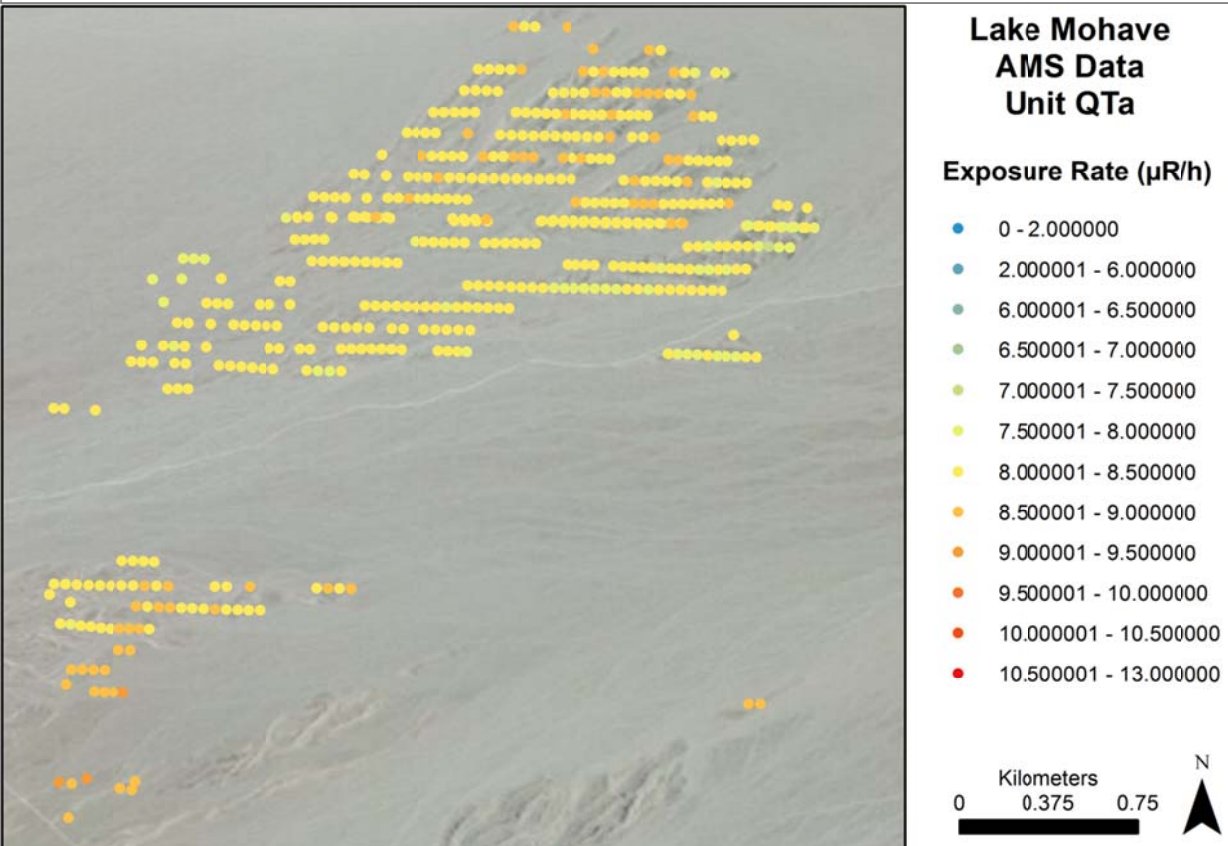 Lake Mohave
AMS Data
Unit QTa
Exposure Rate (µR/h)
0 - 2.000000
2.000001 - 6.000000
6.000001 - 6.500000
6.500001 - 7.000000
7.000001 - 7.500000
7.500001 - 8.000000
8.000001 - 8.500000
8.500001 - 9.000000
9.000001 - 9.500000
9.500001 - 10.000000
10.000001 - 10.500000
10.500001 - 13.000000
N
Kilometers
0 0.375 0.75